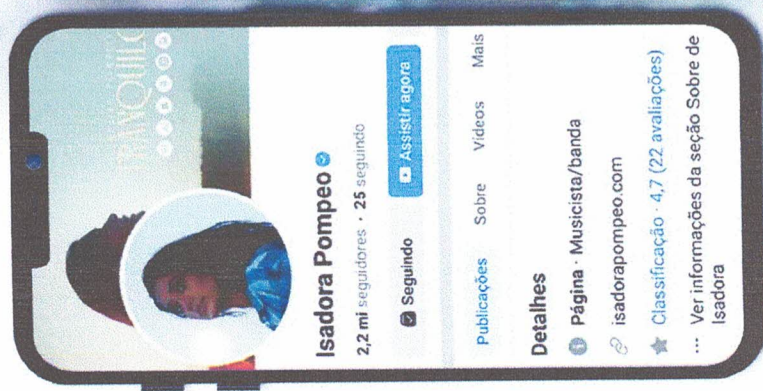 TRANQUILO
Isadora Pompeo
2,2 mi seguidores · 25 seguindo
Seguindo
Assistir agora
Publicações Sobre Vídeos Mais
Detalhes
Página · Musicista/banda
isadorapompeo.com
Classificação · 4,7 (22 avaliações)
... Ver informações da seção Sobre de
Isadora